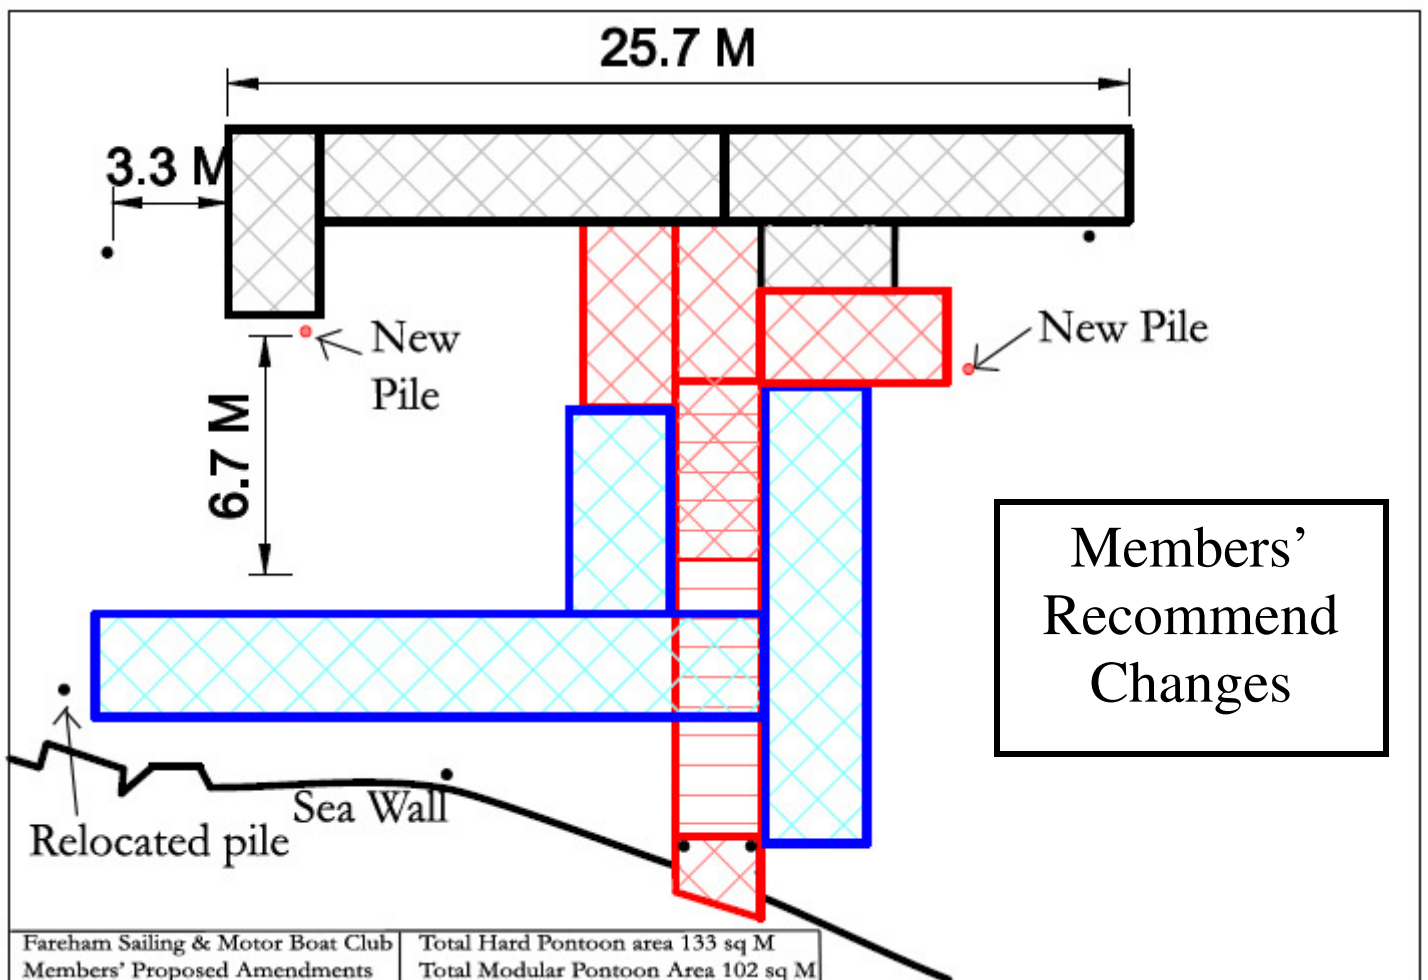 25.7 M
3.3 M
New
Pile
New Pile
6.7 M
Members’
Recommend
Changes
Sea Wall
Relocated pile
Fareham Sailing & Motor Boat Club
Members’ Proposed Amendments
Total Hard Pontoon area 133 sq M
Total Modular Pontoon Area 102 sq M